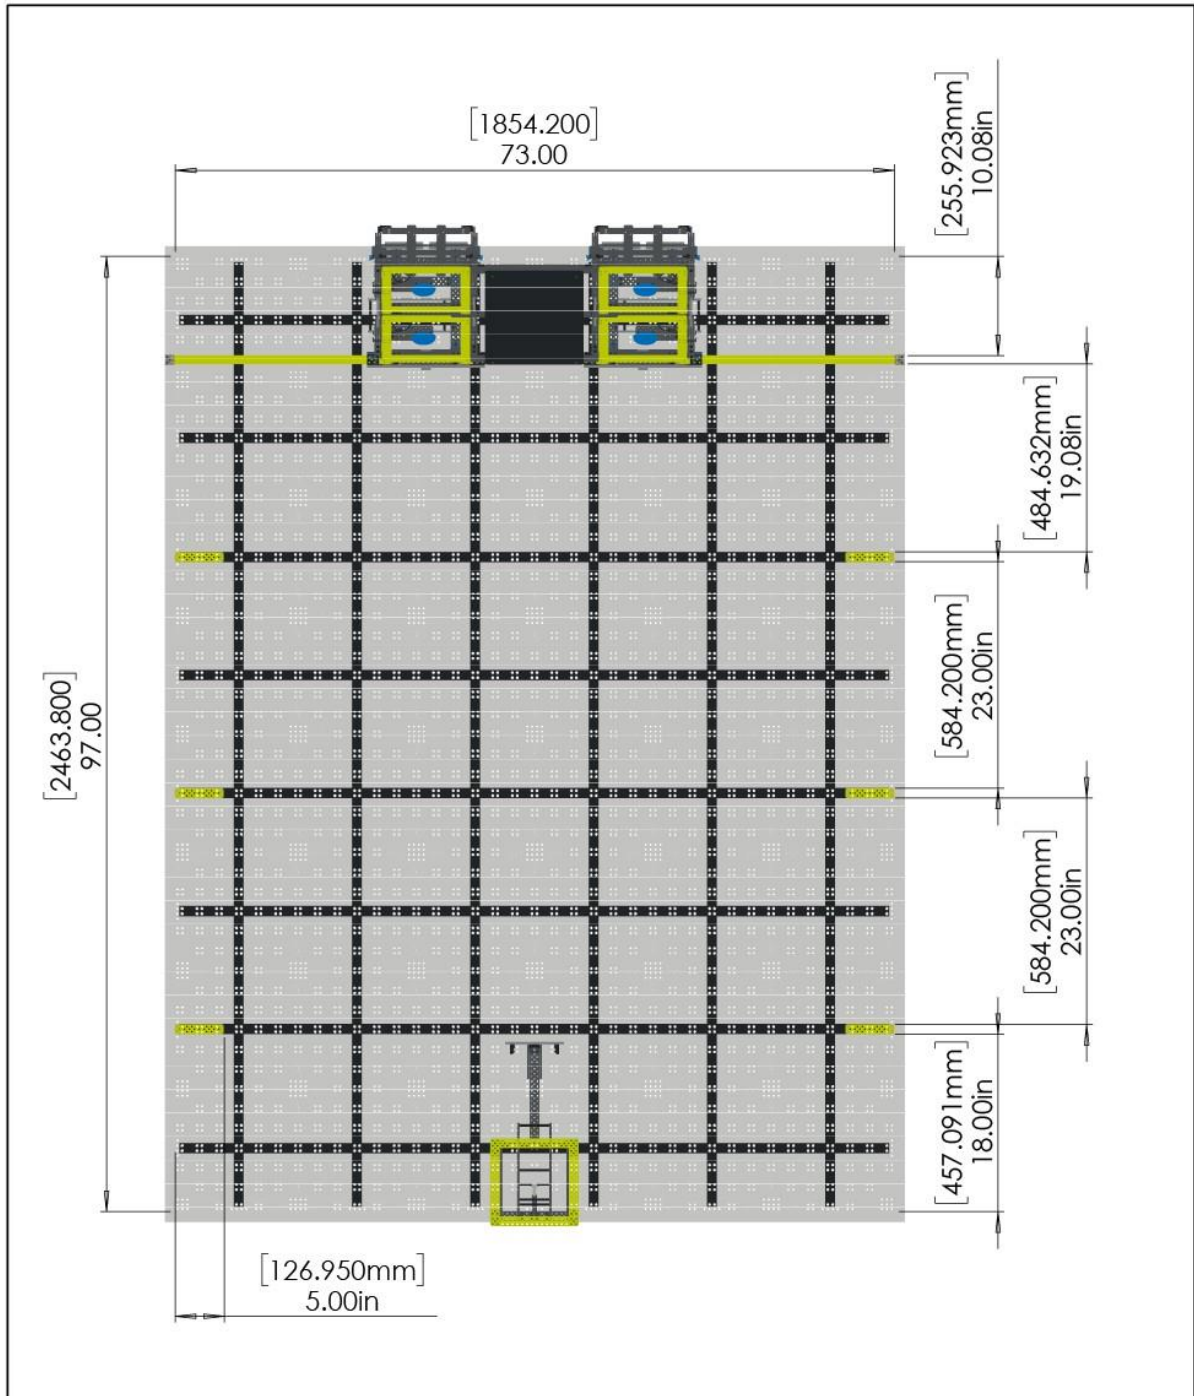 [1854.200]
73.00
[255.923mm]
10.08in
[484.632mm]
19.08in
[584.200mm]
23.00in
[2463.800]
97.00
[584.200mm]
23.00in
[457.091mm]
18.00in
[126.950mm]
5.00in